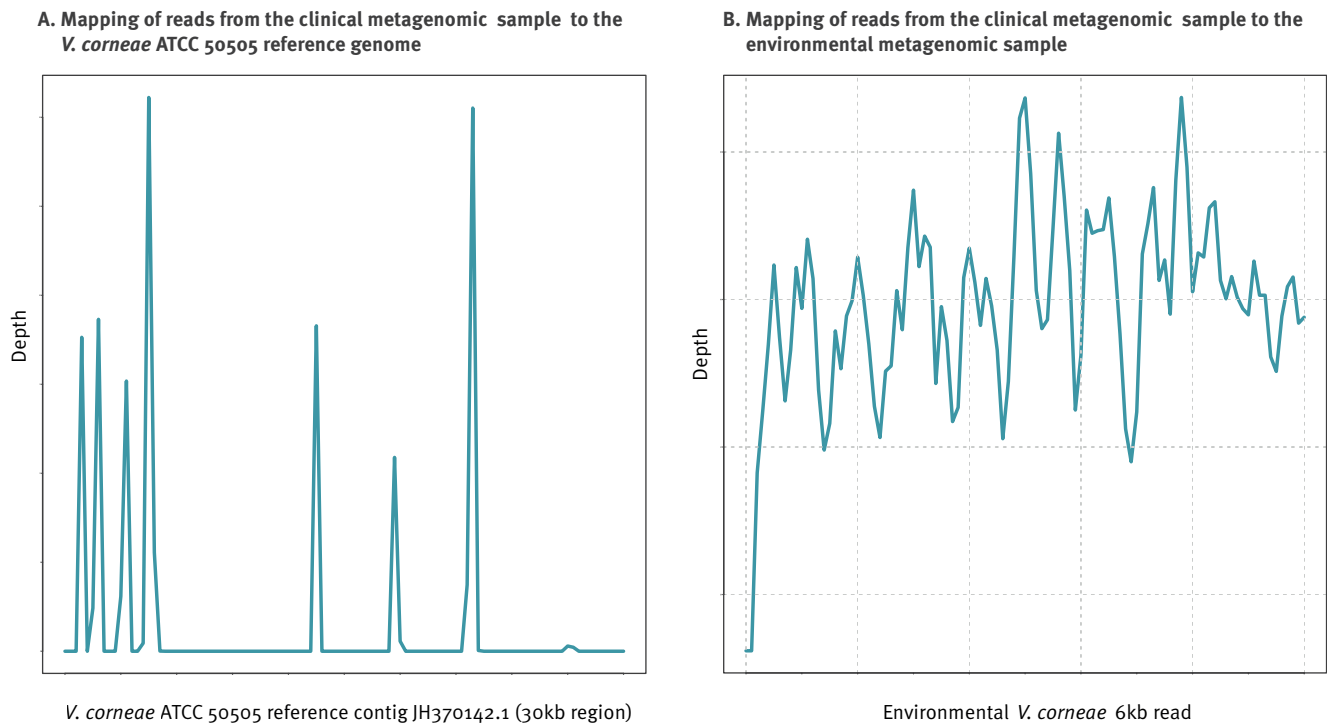 A. Mapping of reads from the clinical metagenomic sample to the
V. corneae ATCC 50505 reference genome
Depth
V. corneae ATCC 50505 reference contig JH370142.1 (30kb region)
B. Mapping of reads from the clinical metagenomic sample to the
environmental metagenomic sample
Depth
Environmental V. corneae 6kb read